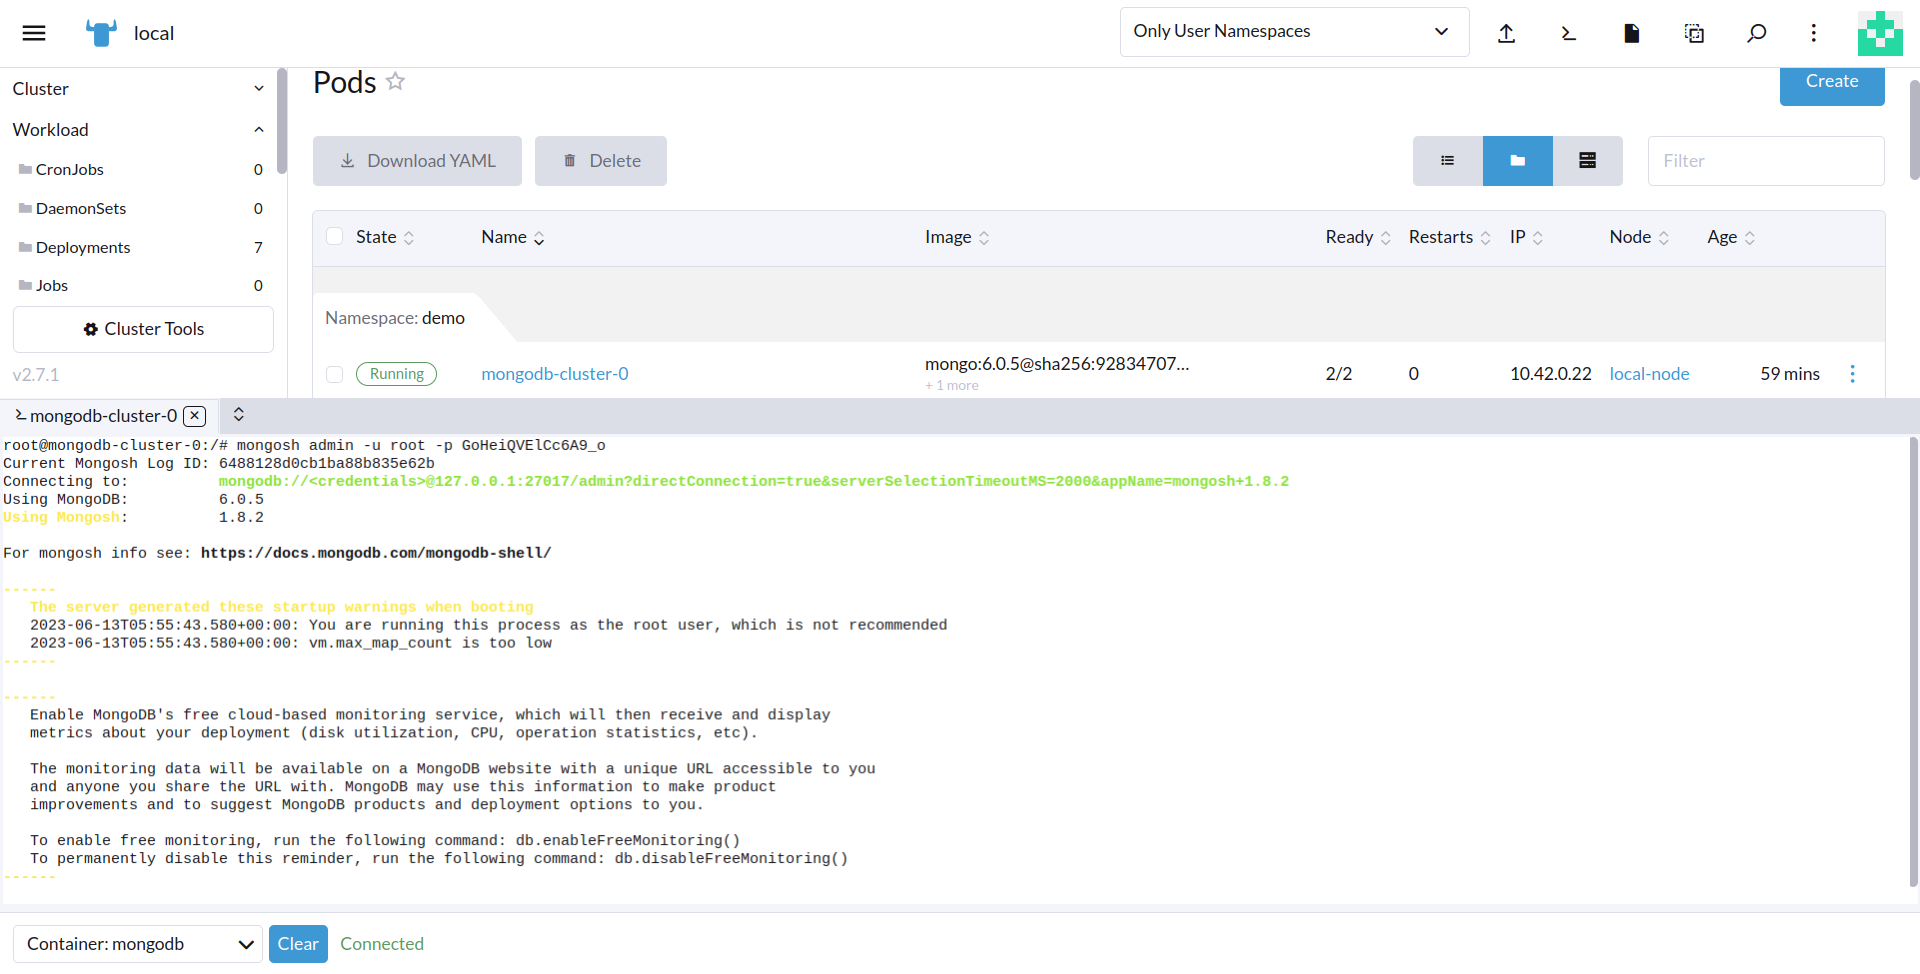 local
Only User Namespaces
Cluster
Workload
CronJobs 0
DaemonSets 0
Deployments 7
Jobs 0
Cluster Tools
v2.7.1
Pods
Create
Download YAML
Delete
Filter
State Name Image Ready Restarts IP Node Age
Namespace: demo
Running mongodb-cluster-0 mongo:6.0.5@sha256:92834707... 2/2 0 10.42.0.22 local-node 59 mins
+ 1 more
mongodb-cluster-0
root@mongodb-cluster-0:/# mongosh admin -u root -p GoHeiQVElCc6A9_o
Current Mongosh Log ID: 6488128d0cb1ba88b835e62b
Connecting to: mongodb://<credentials>@127.0.0.1:27017/admin?directConnection=true&serverSelectionTimeoutMS=2000&appName=mongosh+1.8.2
Using MongoDB: 6.0.5
Using Mongosh: 1.8.2
For mongosh info see: https://docs.mongodb.com/mongodb-shell/
------
The server generated these startup warnings when booting
2023-06-13T05:55:43.580+00:00: You are running this process as the root user, which is not recommended
2023-06-13T05:55:43.580+00:00: vm.max_map_count is too low
------
------
Enable MongoDB's free cloud-based monitoring service, which will then receive and display
metrics about your deployment (disk utilization, CPU, operation statistics, etc).
The monitoring data will be available on a MongoDB website with a unique URL accessible to you
and anyone you share the URL with. MongoDB may use this information to make product
improvements and to suggest MongoDB products and deployment options to you.
To enable free monitoring, run the following command: db.enableFreeMonitoring()
To permanently disable this reminder, run the following command: db.disableFreeMonitoring()
------
Container: mongodb
Clear
Connected